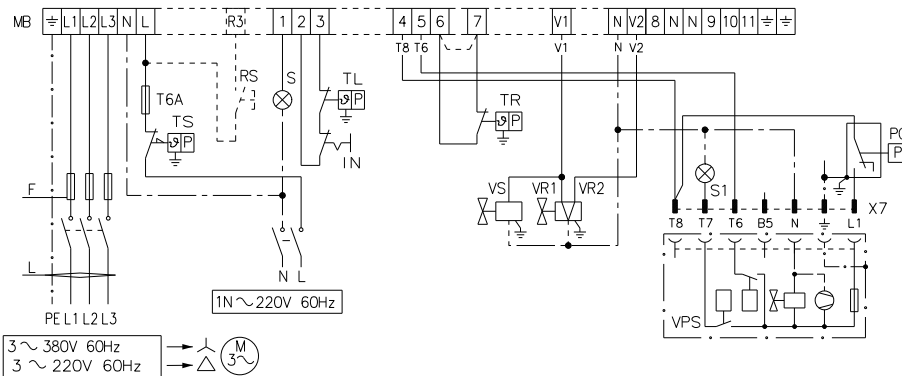 MB L1 L2 L3 N L R3 1 2 3 4 5 6 7 V1 N V2 8 N N 9 10 11
T8 T6 V1 N V2
RS S TL
ϑ P
T6A
TS
ϑ P
TR
ϑ P
IN
P
F
VS VR1 VR2
S1
X7
T8 T7 T6 B5 N L1
L
N L
VPS
1N ~ 220V 60Hz
PE L1 L2 L3
3 ~ 380V 60Hz
3 ~ 220V 60Hz
M
3~